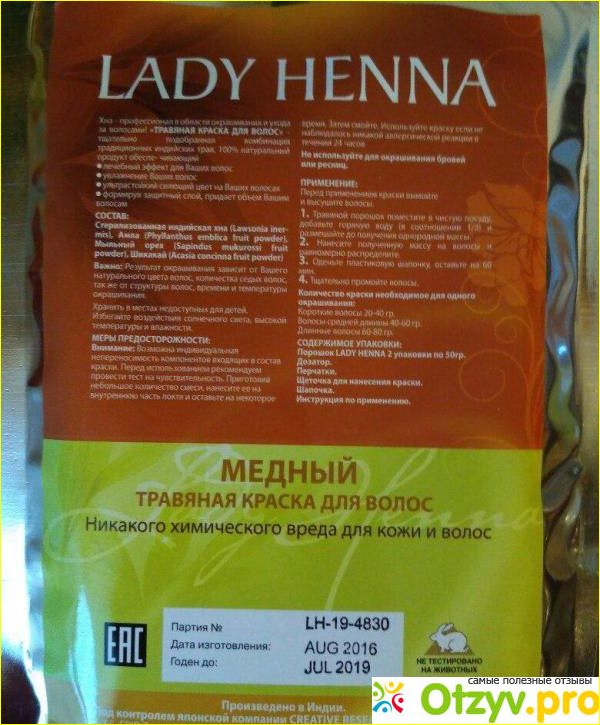 LADY HENNA
Хна - профессионал в области окрашивания и ухода
за волосами! «ТРАВЯНАЯ КРАСКА ДЛЯ ВОЛОС» -
тщательно подобранная комбинация
традиционных индийских трав, 100% натуральный
продукт обеспечивающий
• лечебный эффект для Ваших волос
• увлажнение Ваших волос
• ультрастойкий сияющий цвет на Ваших волосах
• формируя защитный слой, придает объем Вашим
волосам
СОСТАВ:
Стерилизованная индийская хна (Lawsonia iner-
mis), Амла (Phyllanthus emblica fruit powder),
Мыльный орех (Sapindus mukurossi fruit
powder), Шикакай (Acasia concinna fruit powder)
Важно: Результат окрашивания зависит от Вашего
натурального цвета волос, количества седых волос,
так же от структуры волос, времени и температуры
окрашивания.
Хранить в местах недоступных для детей.
Избегайте воздействия солнечного света, высокой
температуры и влажности.
МЕРЫ ПРЕДОСТОРОЖНОСТИ:
Внимание: Возможна индивидуальная
непереносимость компонентов входящих в состав
краски. Перед использованием рекомендуем
провести тест на чувствительность. Приготовив
небольшое количество смеси, нанесите ее на
внутреннюю часть локтя и оставьте на некоторое
время. Затем смойте. Используйте краску если не
наблюдалось никакой аллергической реакции в
течении 24 часов
Не используйте для окрашивания бровей
или ресниц.
ПРИМЕНЕНИЕ:
Перед применением краски вымойте
и высушите волосы.
1. Травяной порошок поместите в чистую посуду,
добавьте горячую воду (в соотношении 1/3) и
размешайте до получения однородной массы
2. Нанесите полученную массу на волосы и
равномерно распределите.
3. Оденьте пластиковую шапочку, оставьте на 60
мин.
4. Тщательно промойте волосы.
Количество краски необходимое для одного
окрашивания:
Короткие волосы 20-40 гр.
Волосы средней длины 40-60 гр.
Длинные волосы 60-80 гр.
СОДЕРЖИМОЕ УПАКОВКИ:
Порошок LADY HENNA 2 упаковки по 50гр.
Дозатор.
Перчатки.
Щеточка для нанесения краски.
Шапочка.
Инструкция по применению.
МЕДНЫЙ
ТРАВЯНАЯ КРАСКА ДЛЯ ВОЛОС
Никакого химического вреда для кожи и волос
EAC
Партия № LH-19-4830
Дата изготовления: AUG 2016
Годен до: JUL 2019
НЕ ТЕСТИРОВАНО
НА ЖИВОТНЫХ
Произведено в Индии.
Под контролем японской компании CREATIVE
самые полезные отзывы
Otzyv.pro